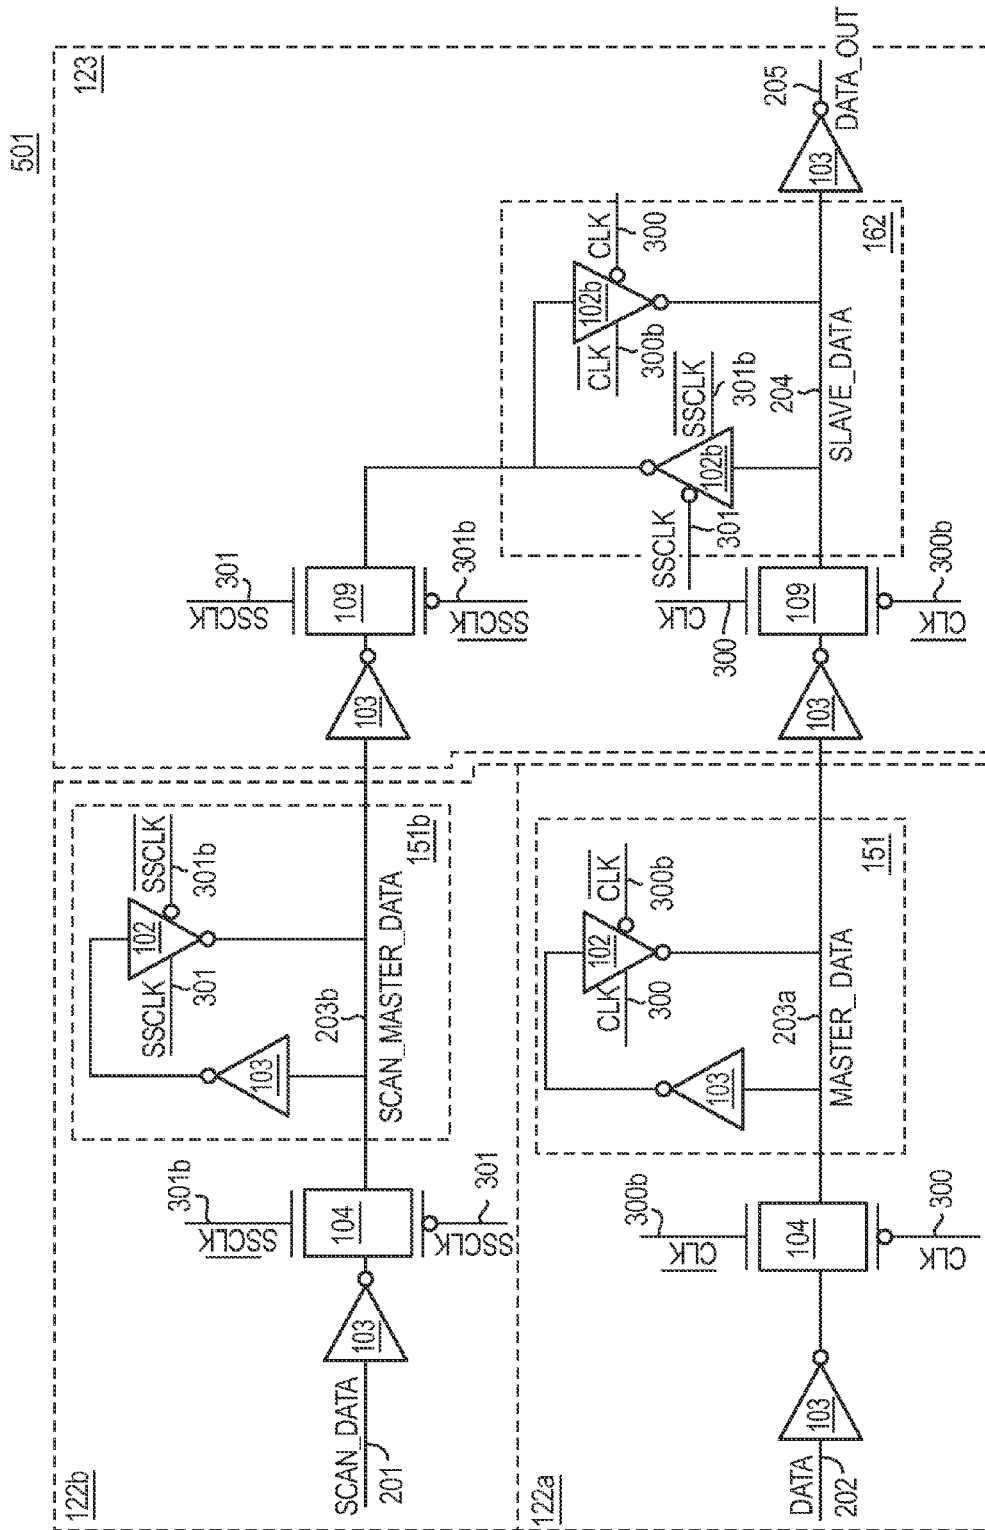 501
123
122b
SCAN_DATA
201
103
104
SSCLK
301b
SSCLK
301
151b
103
SSCLK
301
102
SSCLK
301b
SCAN_MASTER_DATA
203b
103
109
SSCLK
301
SSCLK
301b
162
102b
SSCLK
301
SSCLK
301b
102b
CLK
300b
CLK
300
SLAVE_DATA
204
122a
DATA
202
103
104
CLK
300b
CLK
300
151
103
CLK
300
102
CLK
300b
MASTER_DATA
203a
103
109
CLK
300
CLK
300b
103
205
DATA_OUT